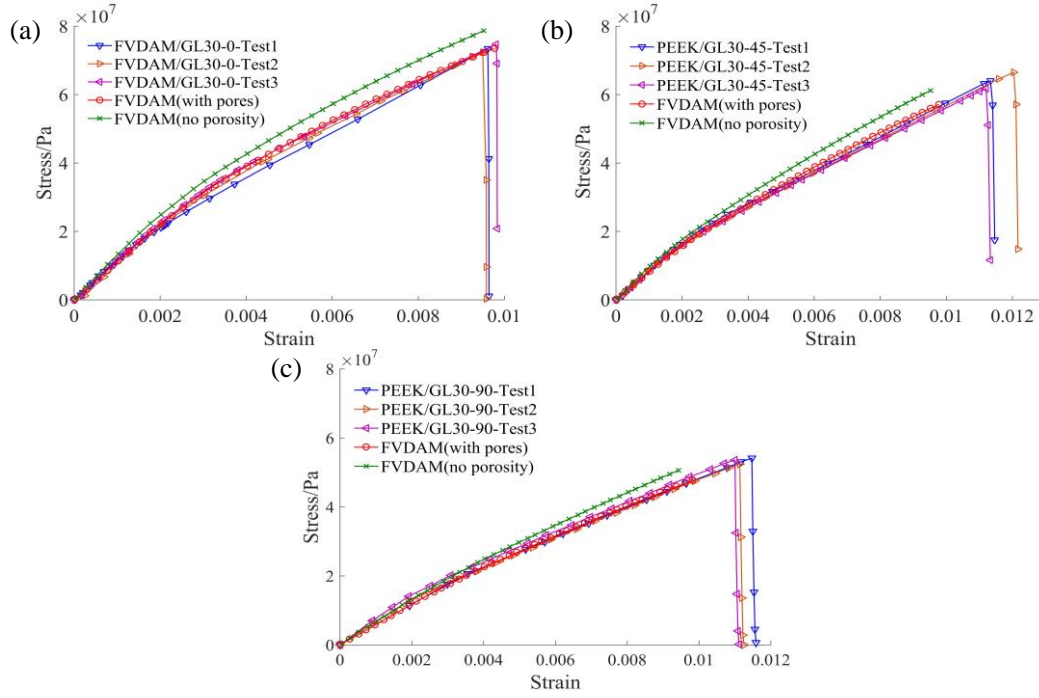 (a)
×10⁷
8
6
4
2
0
Stress/Pa
FVDAM/GL30-0-Test1
FVDAM/GL30-0-Test2
FVDAM/GL30-0-Test3
FVDAM(with pores)
FVDAM(no porosity)
0 0.002 0.004 0.006 0.008 0.01
Strain
(b)
×10⁷
8
6
4
2
0
Stress/Pa
PEEK/GL30-45-Test1
PEEK/GL30-45-Test2
PEEK/GL30-45-Test3
FVDAM(with pores)
FVDAM(no porosity)
0 0.002 0.004 0.006 0.008 0.01 0.012
Strain
(c)
×10⁷
8
6
4
2
0
Stress/Pa
PEEK/GL30-90-Test1
PEEK/GL30-90-Test2
PEEK/GL30-90-Test3
FVDAM(with pores)
FVDAM(no porosity)
0 0.002 0.004 0.006 0.008 0.01 0.012
Strain